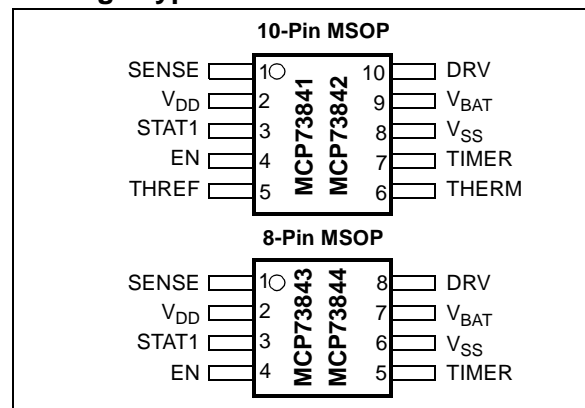 10-Pin MSOP
SENSE 1 10 DRV
VDD 2 9 VBAT
STAT1 3 8 VSS
EN 4 7 TIMER
THREF 5 6 THERM
MCP73841
MCP73842
8-Pin MSOP
SENSE 1 8 DRV
VDD 2 7 VBAT
STAT1 3 6 VSS
EN 4 5 TIMER
MCP73843
MCP73844